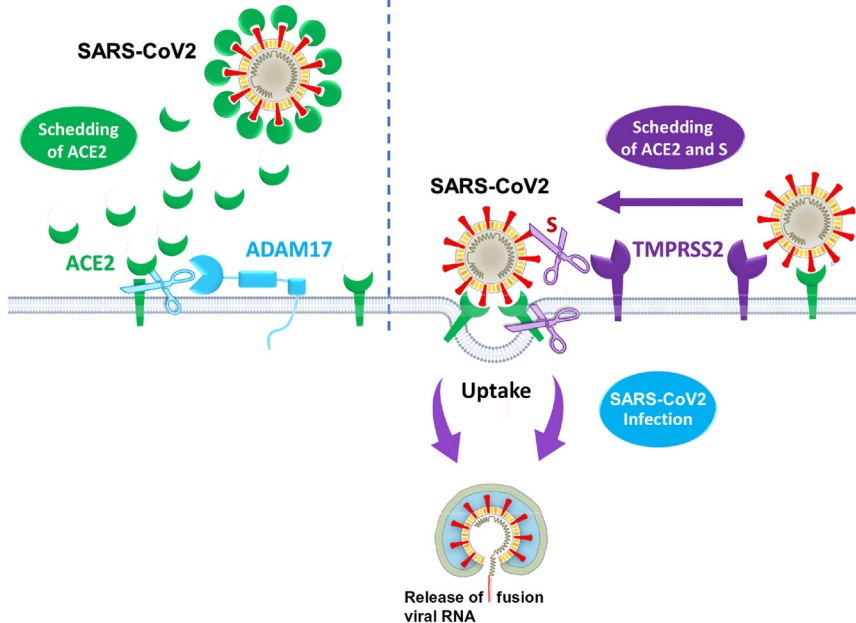 SARS-CoV2
Schedding
of ACE2
ACE2
ADAM17
Schedding
of ACE2 and S
SARS-CoV2
S
TMPRSS2
Uptake
SARS-CoV2
Infection
Release of fusion
viral RNA